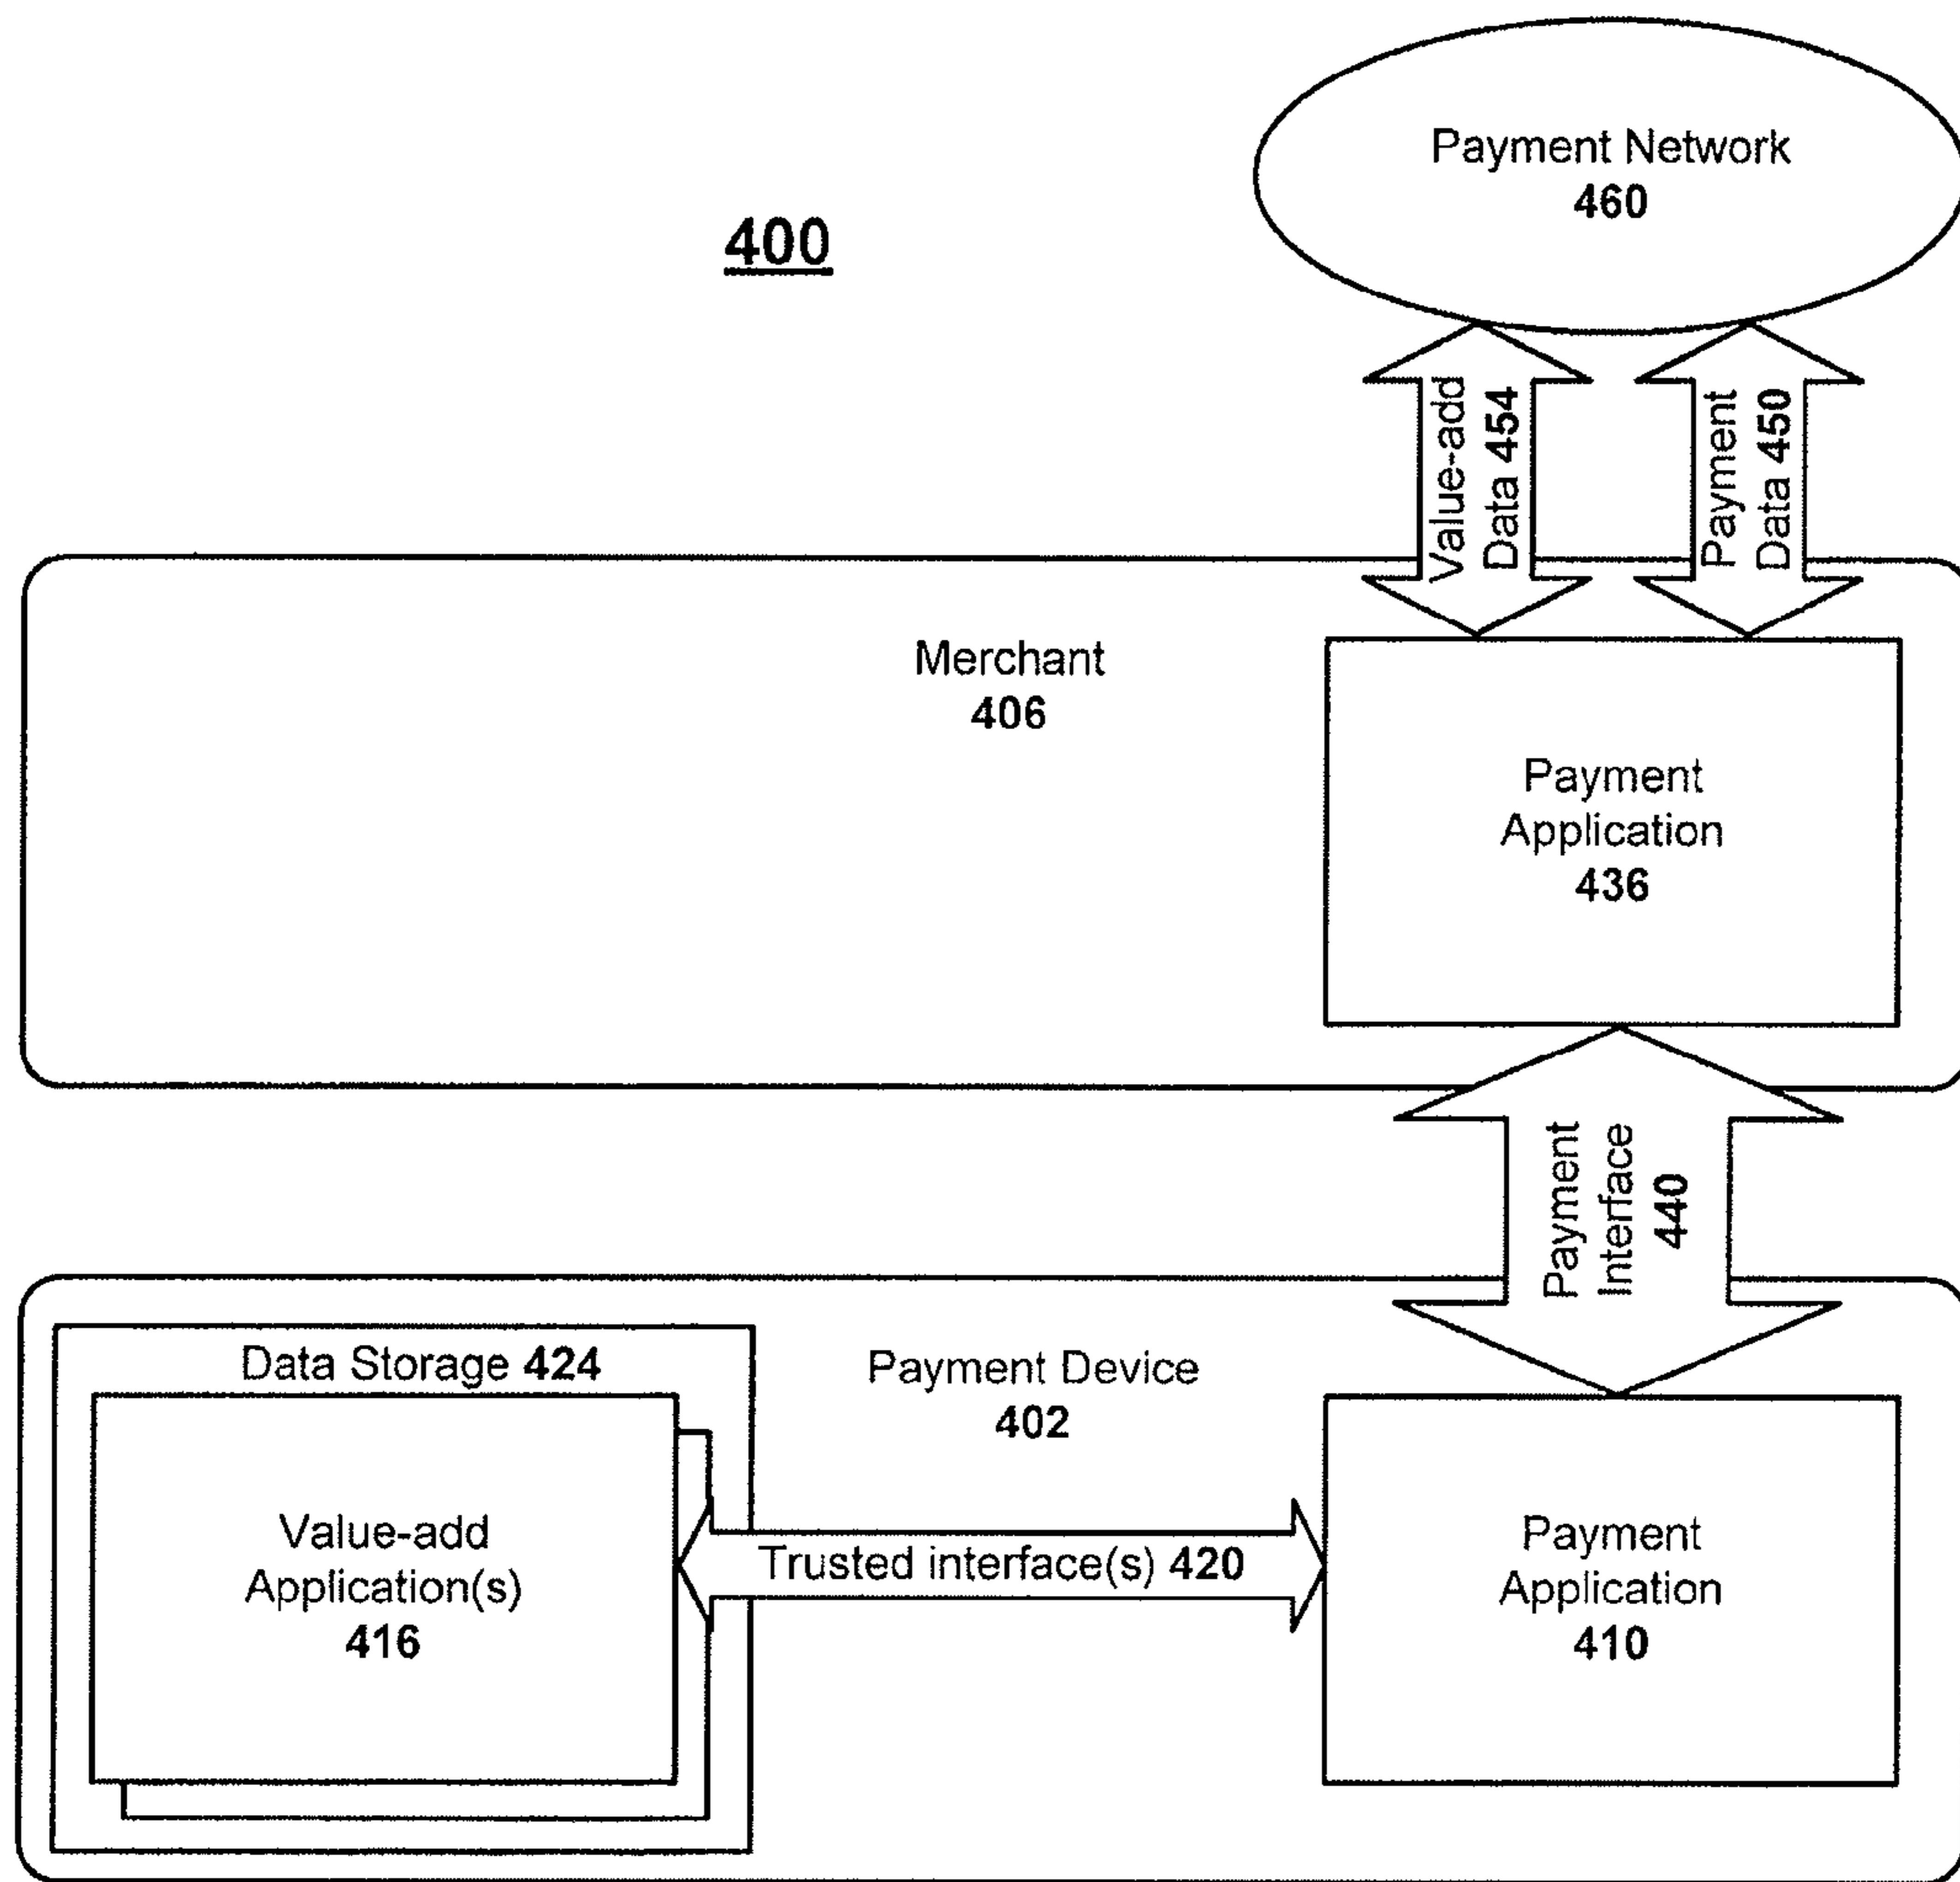 Payment Network
460
400
Value-add
Data 454
Payment
Data 450
Merchant
406
Payment
Application
436
Payment
Interface
440
Data Storage 424
Payment Device
402
Value-add
Application(s)
416
Trusted interface(s) 420
Payment
Application
410